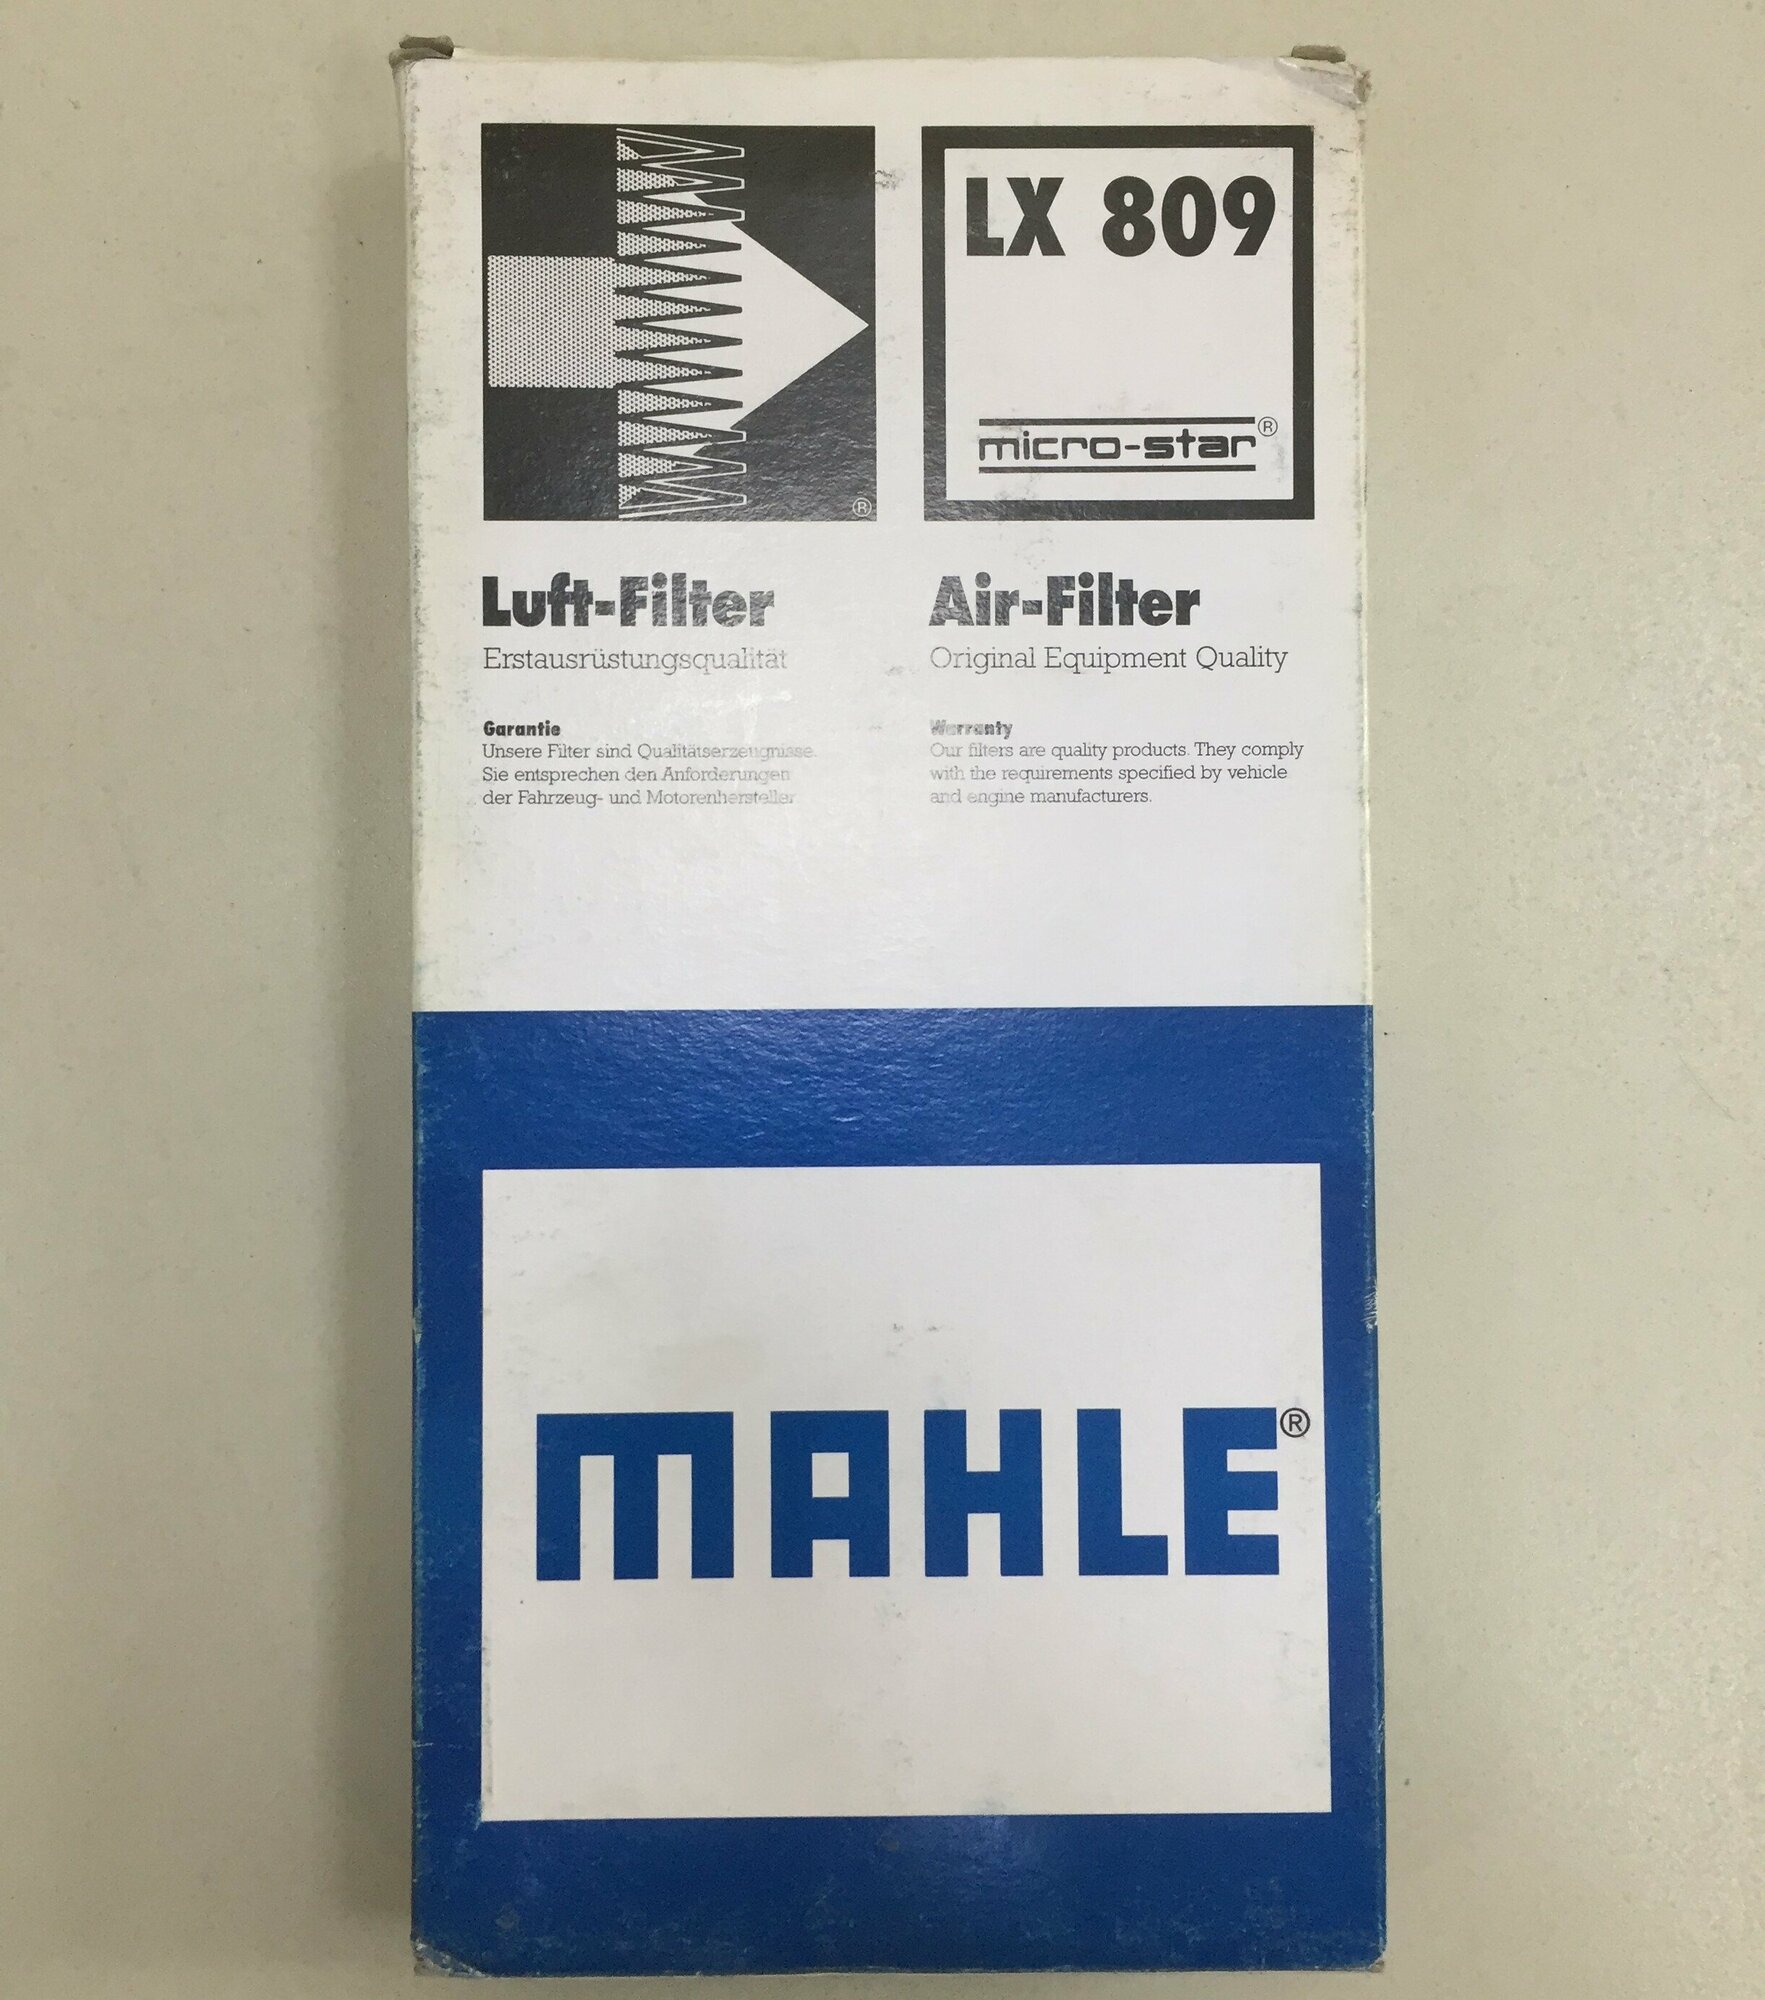 LX 809
micro-star®
®
Luft-Filter
Erstausrüstungsqualität
Garantie
Unsere Filter sind Qualitätserzeugnisse.
Sie entsprechen den Anforderungen
der Fahrzeug- und Motorenhersteller.
Air-Filter
Original Equipment Quality
Warranty
Our filters are quality products. They comply
with the requirements specified by vehicle
and engine manufacturers.
MAHLE®